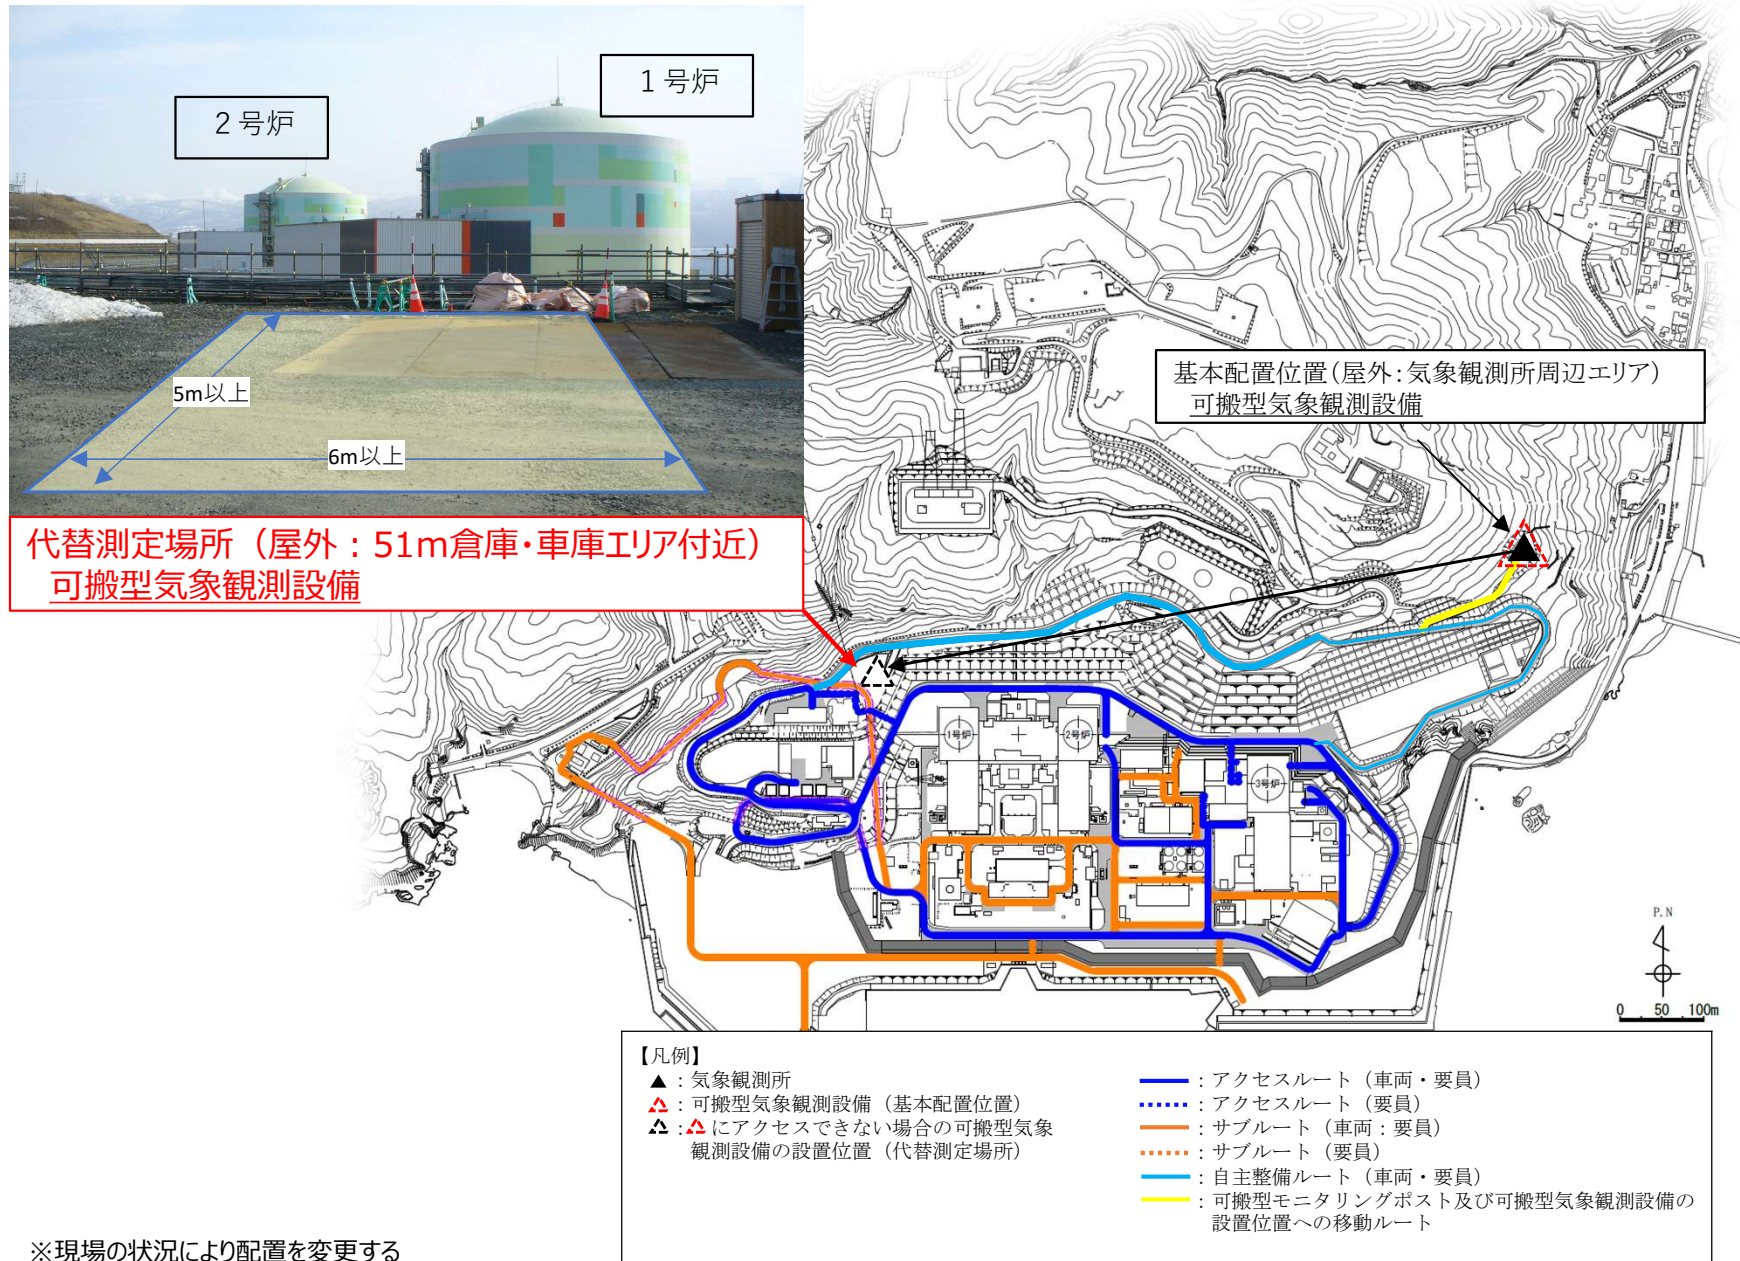 2号炉
1号炉
5m以上
6m以上
代替測定場所（屋外：51m倉庫・車庫エリア付近）
可搬型気象観測設備
基本配置位置（屋外：気象観測所周辺エリア）
可搬型気象観測設備
1号炉
2号炉
3号炉
P.N
0 50 100m
【凡例】
▲：気象観測所
：可搬型気象観測設備（基本配置位置）
：にアクセスできない場合の可搬型気象
観測設備の設置位置（代替測定場所）
：アクセスルート（車両・要員）
：アクセスルート（要員）
：サブルート（車両：要員）
：サブルート（要員）
：自主整備ルート（車両・要員）
：可搬型モニタリングポスト及び可搬型気象観測設備の
設置位置への移動ルート
※現場の状況により配置を変更する